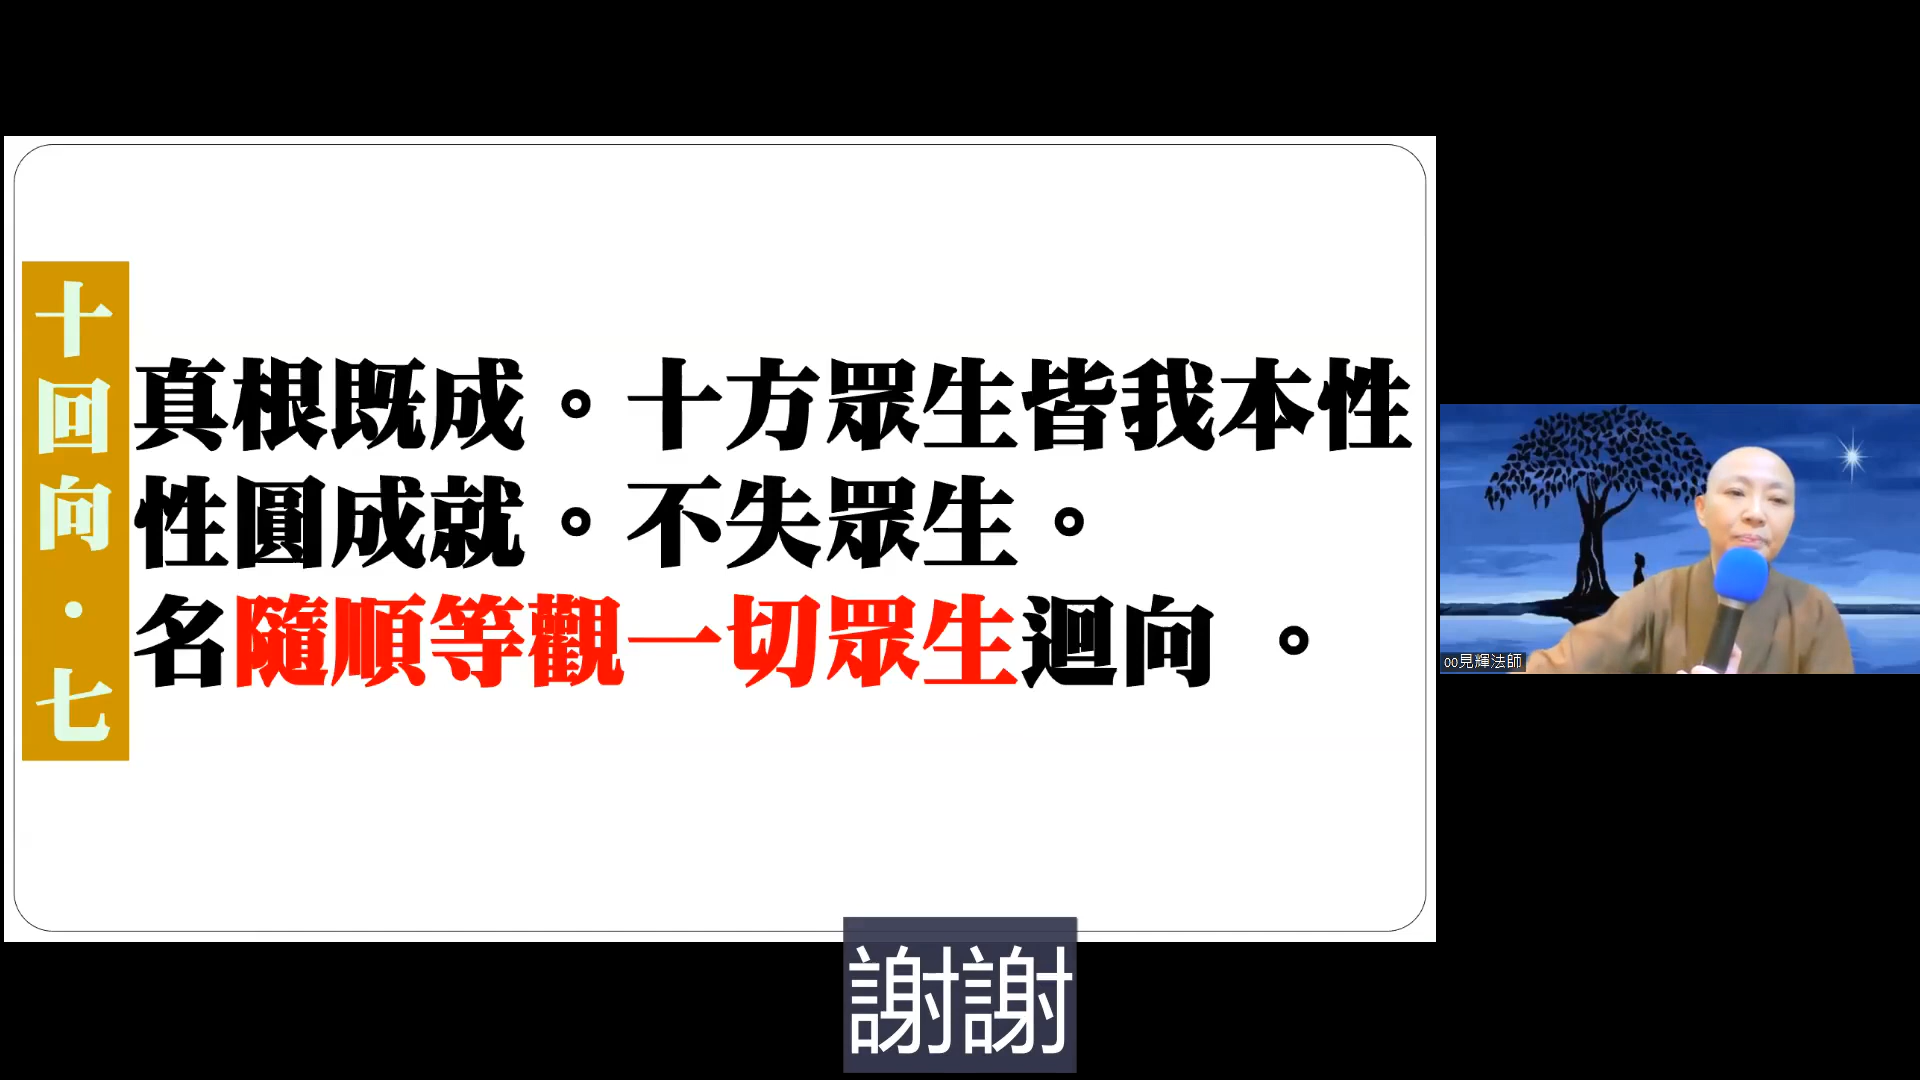 十回向·七
真根既成。十方眾生皆我本性
性圓成就。不失眾生。
名隨順等觀一切眾生迴向 。
oo見輝法師
謝謝